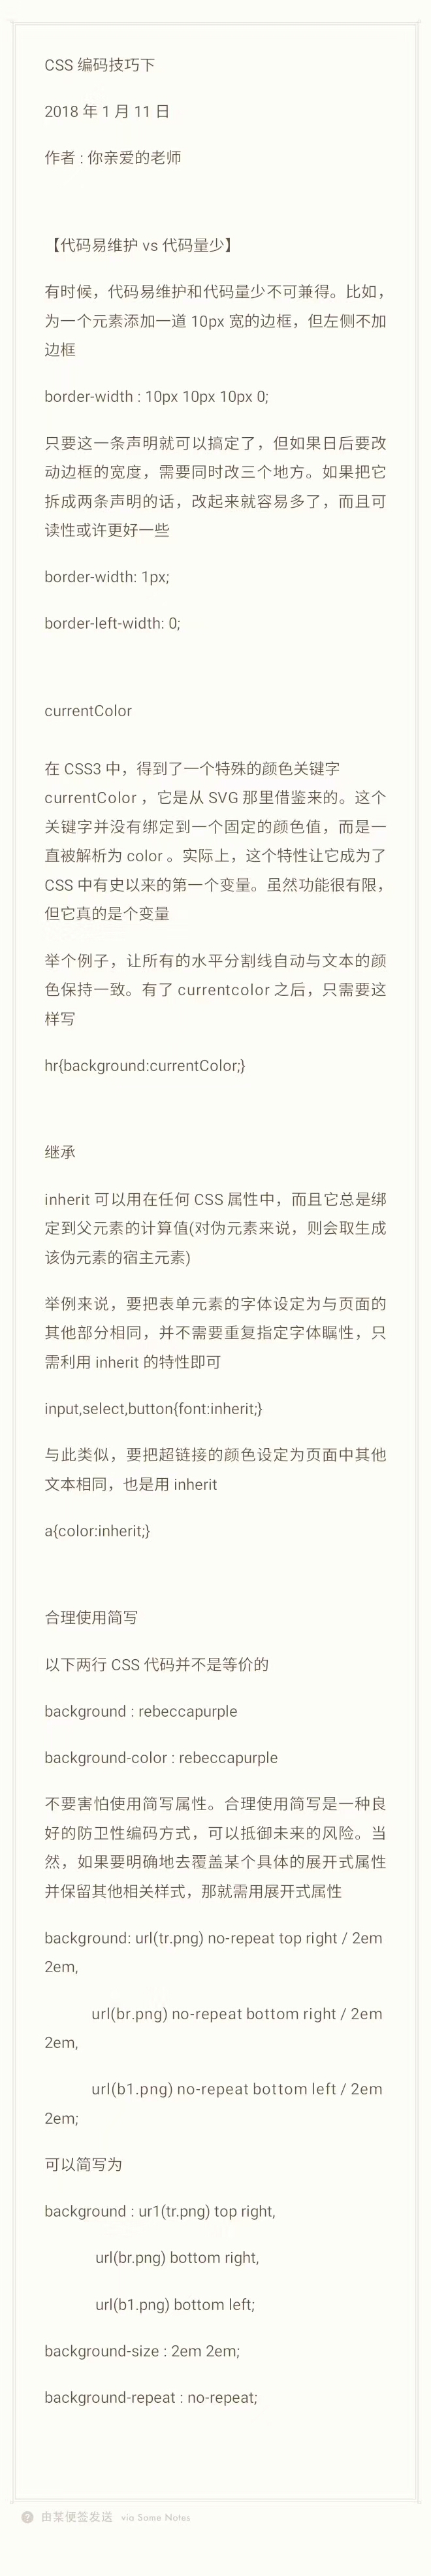 CSS 编码技巧下
2018 年 1 月 11 日
作者 : 你亲爱的老师
【代码易维护 vs 代码量少】
有时候，代码易维护和代码量少不可兼得。比如，
为一个元素添加一道 10px 宽的边框，但左侧不加
边框
border-width : 10px 10px 10px 0;
只要这一条声明就可以搞定了，但如果日后要改
动边框的宽度，需要同时改三个地方。如果把它
拆成两条声明的话，改起来就容易多了，而且可
读性或许更好一些
border-width: 1px;
border-left-width: 0;
currentColor
在 CSS3 中，得到了一个特殊的颜色关键字
currentColor ，它是从 SVG 那里借鉴来的。这个
关键字并没有绑定到一个固定的颜色值，而是一
直被解析为 color 。实际上，这个特性让它成为了
CSS 中有史以来的第一个变量。虽然功能很有限，
但它真的是个变量
举个例子，让所有的水平分割线自动与文本的颜
色保持一致。有了 currentcolor 之后，只需要这
样写
hr{background:currentColor;}
继承
inherit 可以用在任何 CSS 属性中，而且它总是绑
定到父元素的计算值(对伪元素来说，则会取生成
该伪元素的宿主元素)
举例来说，要把表单元素的字体设定为与页面的
其他部分相同，并不需要重复指定字体瞩性，只
需利用 inherit 的特性即可
input,select,button{font:inherit;}
与此类似，要把超链接的颜色设定为页面中其他
文本相同，也是用 inherit
a{color:inherit;}
合理使用简写
以下两行 CSS 代码并不是等价的
background : rebeccapurple
background-color : rebeccapurple
不要害怕使用简写属性。合理使用简写是一种良
好的防卫性编码方式，可以抵御未来的风险。当
然，如果要明确地去覆盖某个具体的展开式属性
并保留其他相关样式，那就需用展开式属性
background: url(tr.png) no-repeat top right / 2em
2em,
url(br.png) no-repeat bottom right / 2em
2em,
url(b1.png) no-repeat bottom left / 2em
2em;
可以简写为
background : ur1(tr.png) top right,
url(br.png) bottom right,
url(b1.png) bottom left;
background-size : 2em 2em;
background-repeat : no-repeat;
由某便签发送 via Some Notes